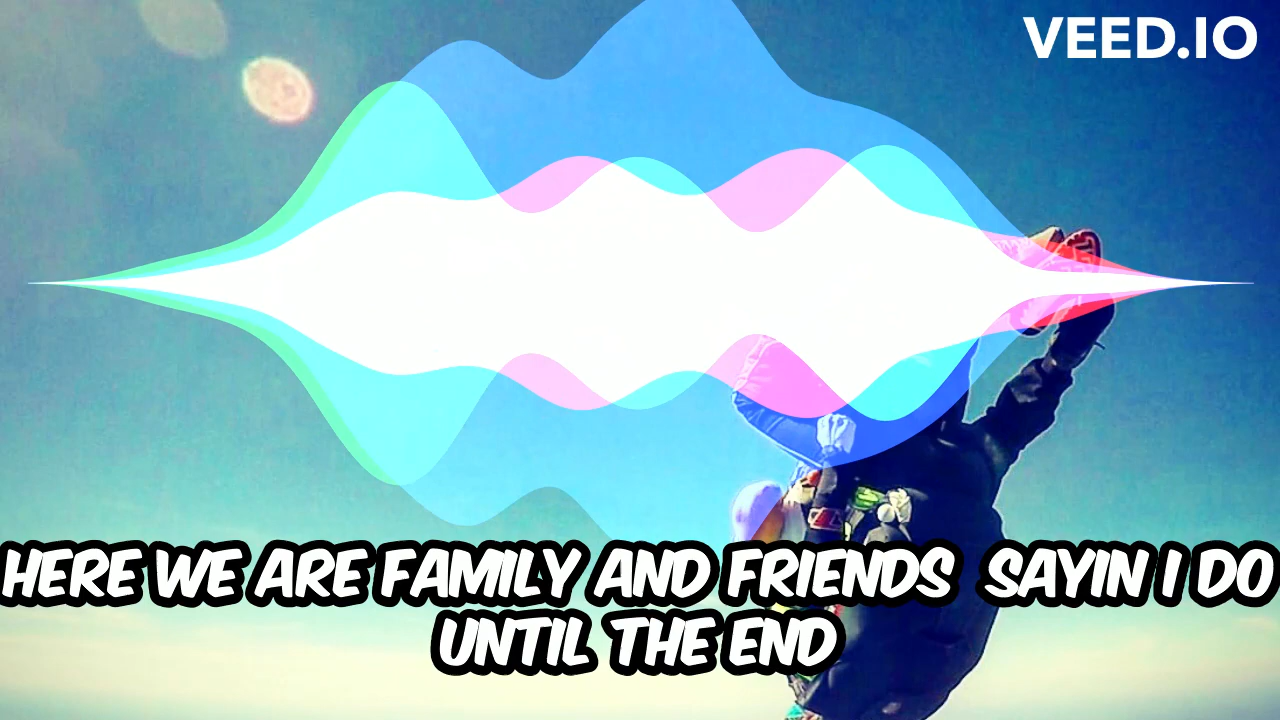 VEED.IO
HERE WE ARE FAMILY AND FRIENDS SAYIN I DO
UNTIL THE END